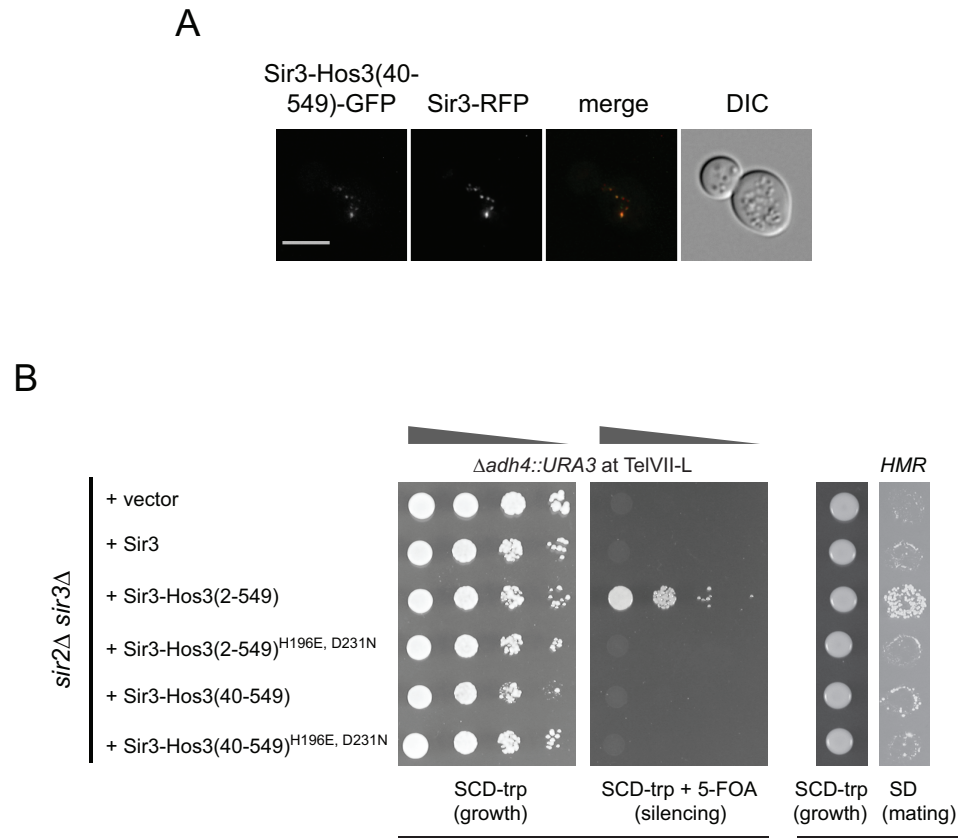 A
Sir3-Hos3(40-
549)-GFP
Sir3-RFP
merge
DIC
B
Δadh4::URA3 at TelVII-L
HMR
sir2Δ sir3Δ
+ vector
+ Sir3
+ Sir3-Hos3(2-549)
+ Sir3-Hos3(2-549)H196E, D231N
+ Sir3-Hos3(40-549)
+ Sir3-Hos3(40-549)H196E, D231N
SCD-trp
(growth)
SCD-trp + 5-FOA
(silencing)
SCD-trp
(growth)
SD
(mating)